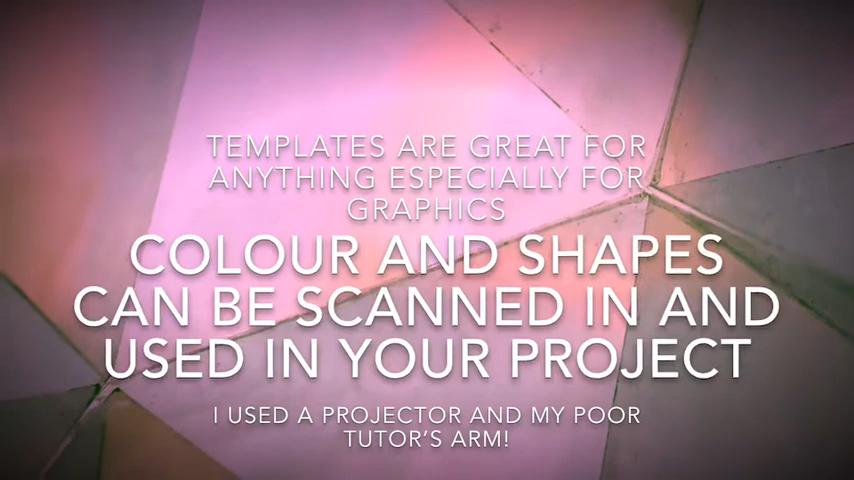 TEMPLATES ARE GREAT FOR
ANYTHING ESPECIALLY FOR
GRAPHICS
COLOUR AND SHAPES
CAN BE SCANNED IN AND
USED IN YOUR PROJECT
I USED A PROJECTOR AND MY POOR
TUTOR'S ARM!